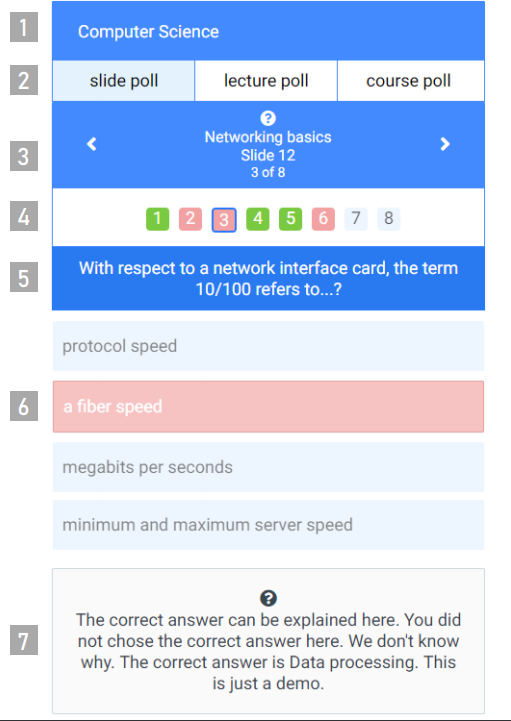 1
Computer Science
2
slide poll lecture poll course poll
?
Networking basics
3
Slide 12
3 of 8
4
1 2 3 4 5 6 7 8
5
With respect to a network interface card, the term
10/100 refers to...?
protocol speed
6
a fiber speed
megabits per seconds
minimum and maximum server speed
?
The correct answer can be explained here. You did
7
not chose the correct answer here. We don't know
why. The correct answer is Data processing. This
is just a demo.